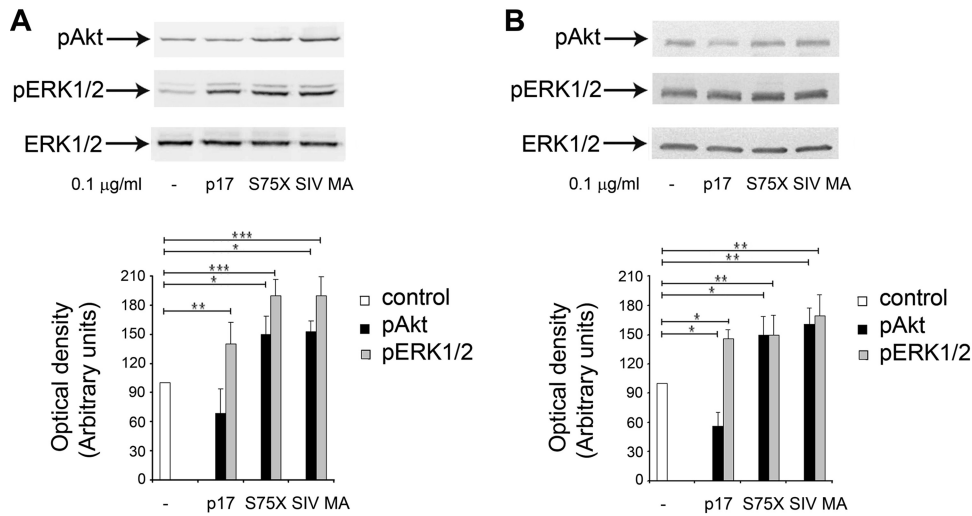 A
pAkt
pERK1/2
ERK1/2
0.1 µg/ml - p17 S75X SIV MA
***
*
***
*
**
210
180
150
120
90
60
30
0
Optical density
(Arbitrary units)
control
pAkt
pERK1/2
- p17 S75X SIV MA
B
pAkt
pERK1/2
ERK1/2
0.1 µg/ml - p17 S75X SIV MA
**
**
**
*
*
*
210
180
150
120
90
60
30
0
Optical density
(Arbitrary units)
control
pAkt
pERK1/2
- p17 S75X SIV MA